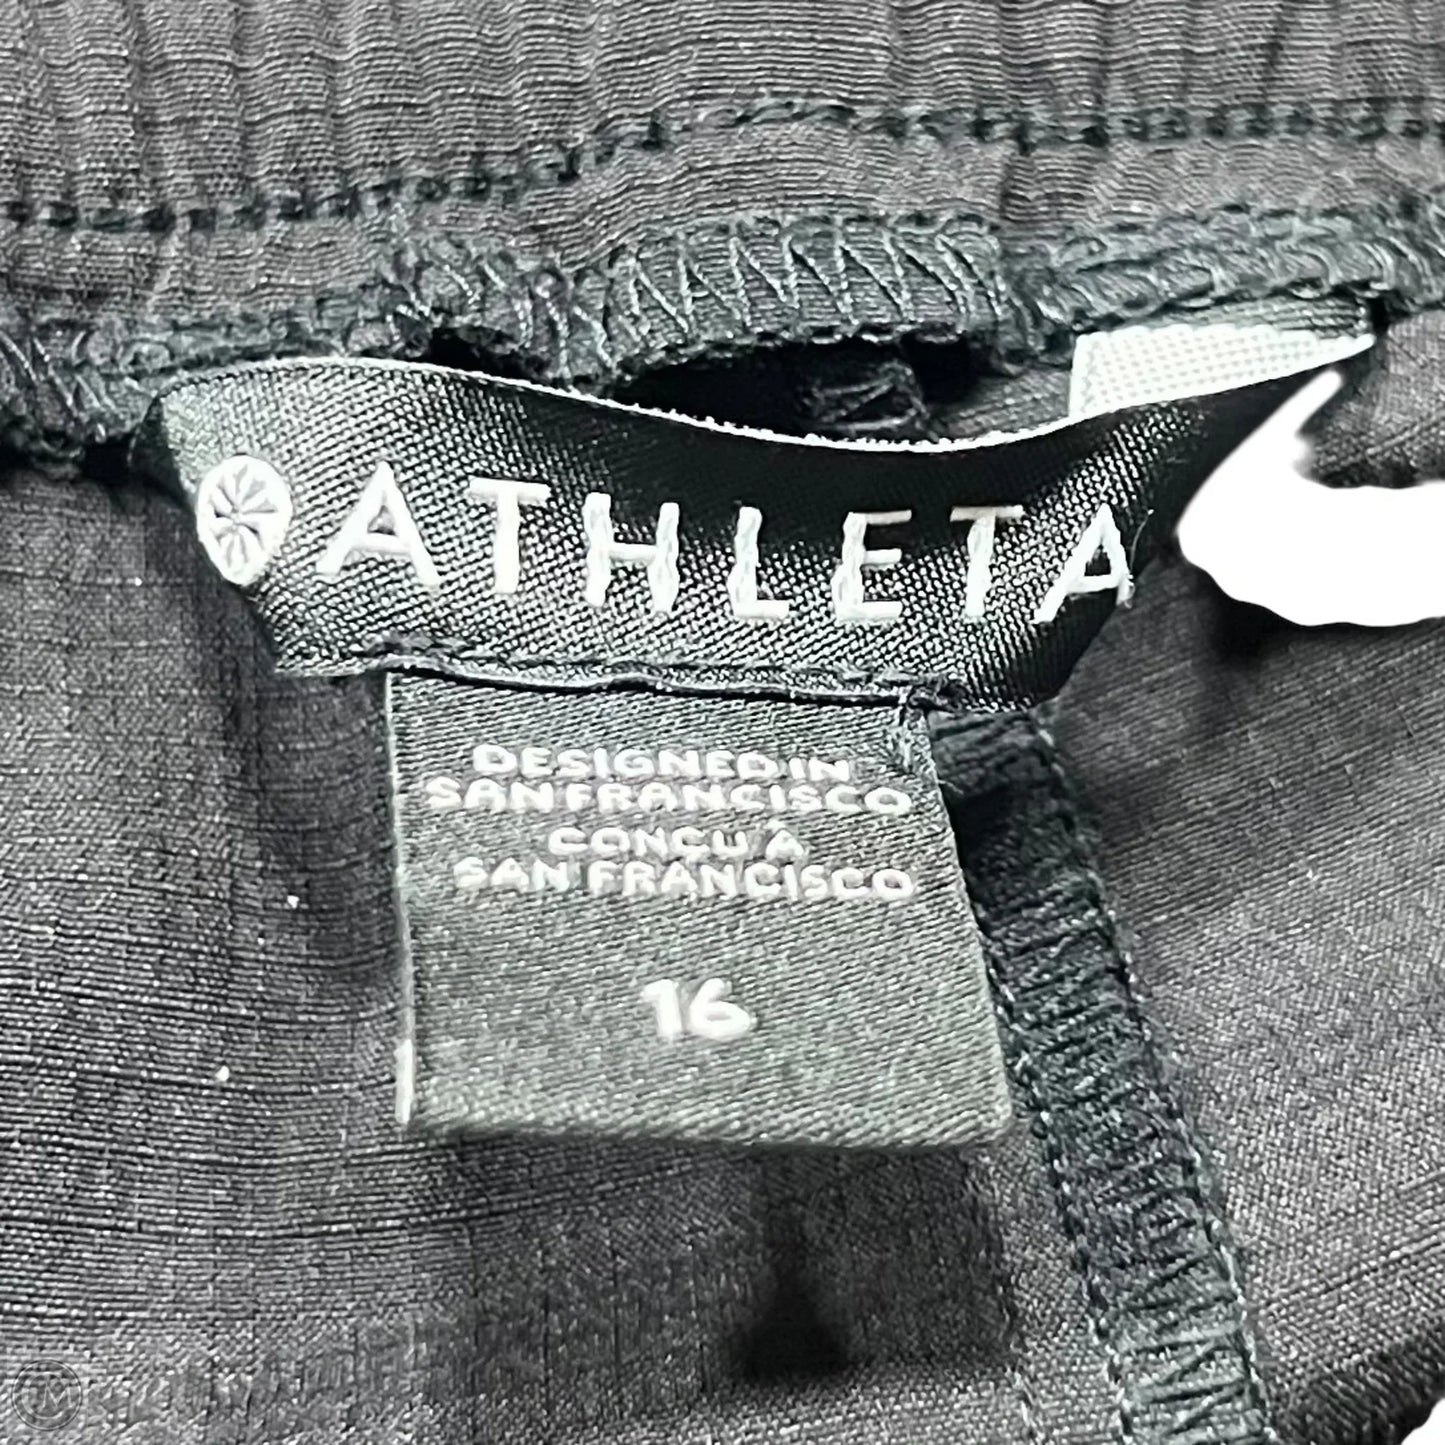 ATHLETA
DESIGNED IN
SAN FRANCISCO
CONÇU À
SAN FRANCISCO
16